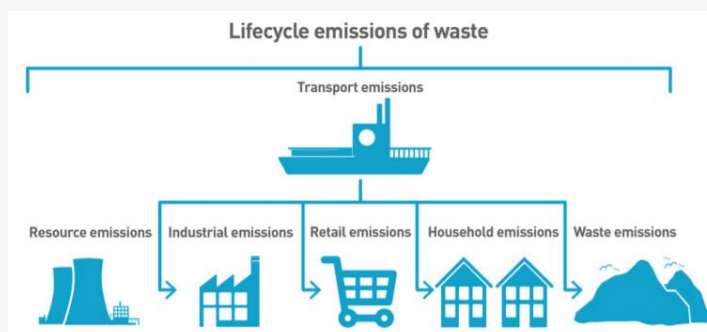 Lifecycle emissions of waste
Transport emissions
Resource emissions
Industrial emissions
Retail emissions
Household emissions
Waste emissions